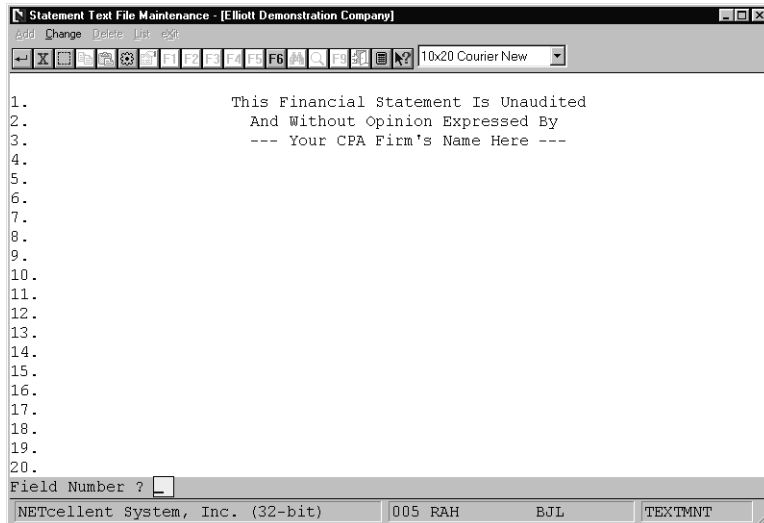 Statement Text File Maintenance - [Elliott Demonstration Company]
Add Change Delete List eXit
X F1 F2 F3 F4 F5 F6 F9 10x20 Courier New
1. This Financial Statement Is Unaudited
2. And Without Opinion Expressed By
3. --- Your CPA Firm's Name Here ---
4.
5.
6.
7.
8.
9.
10.
11.
12.
13.
14.
15.
16.
17.
18.
19.
20.
Field Number ? _
NETcellent System, Inc. (32-bit) 005 RAH BJL TEXTMNT